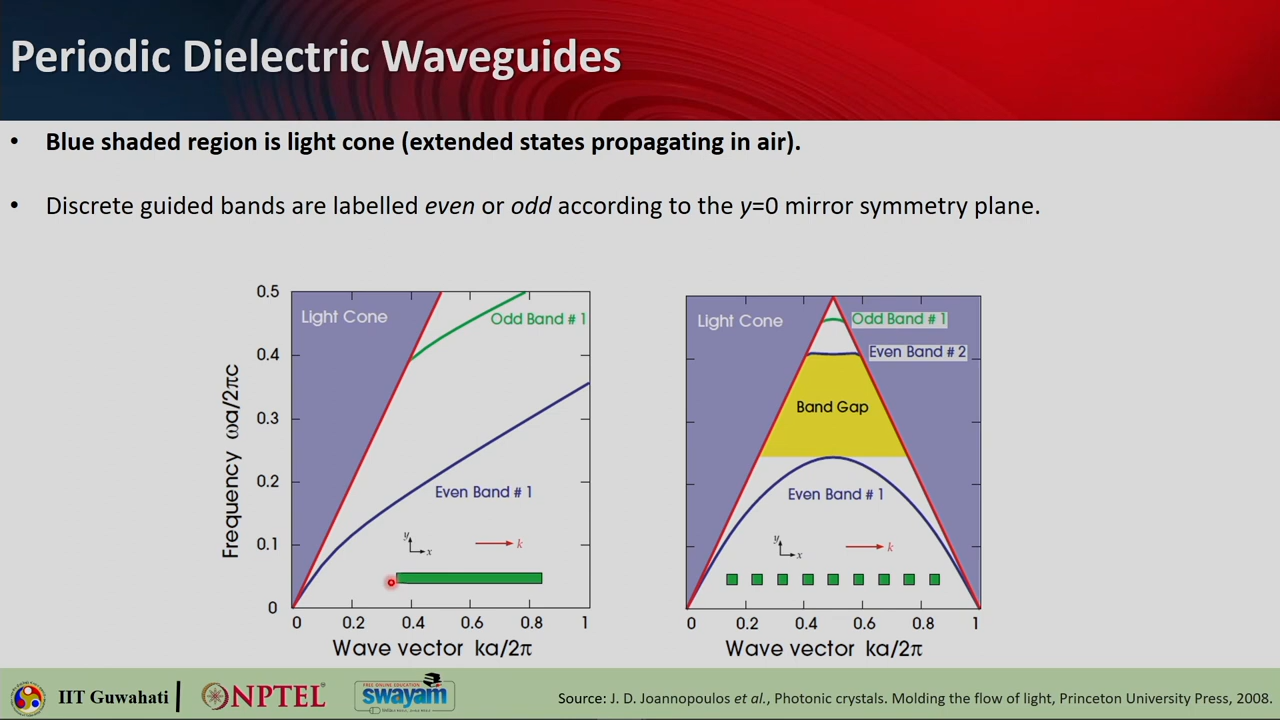 Periodic Dielectric Waveguides
• Blue shaded region is light cone (extended states propagating in air).
• Discrete guided bands are labelled even or odd according to the y=0 mirror symmetry plane.
Frequency ωa/2πc
0.5
0.4
0.3
0.2
0.1
0
Light Cone
Odd Band # 1
Even Band # 1
y
x
k
0 0.2 0.4 0.6 0.8 1
Wave vector ka/2π
Light Cone
Odd Band # 1
Even Band # 2
Band Gap
Even Band # 1
y
x
k
0 0.2 0.4 0.6 0.8 1
Wave vector ka/2π
IIT Guwahati
NPTEL
FREE ONLINE EDUCATION
swayam
Source: J. D. Joannopoulos et al., Photonic crystals. Molding the flow of light, Princeton University Press, 2008.